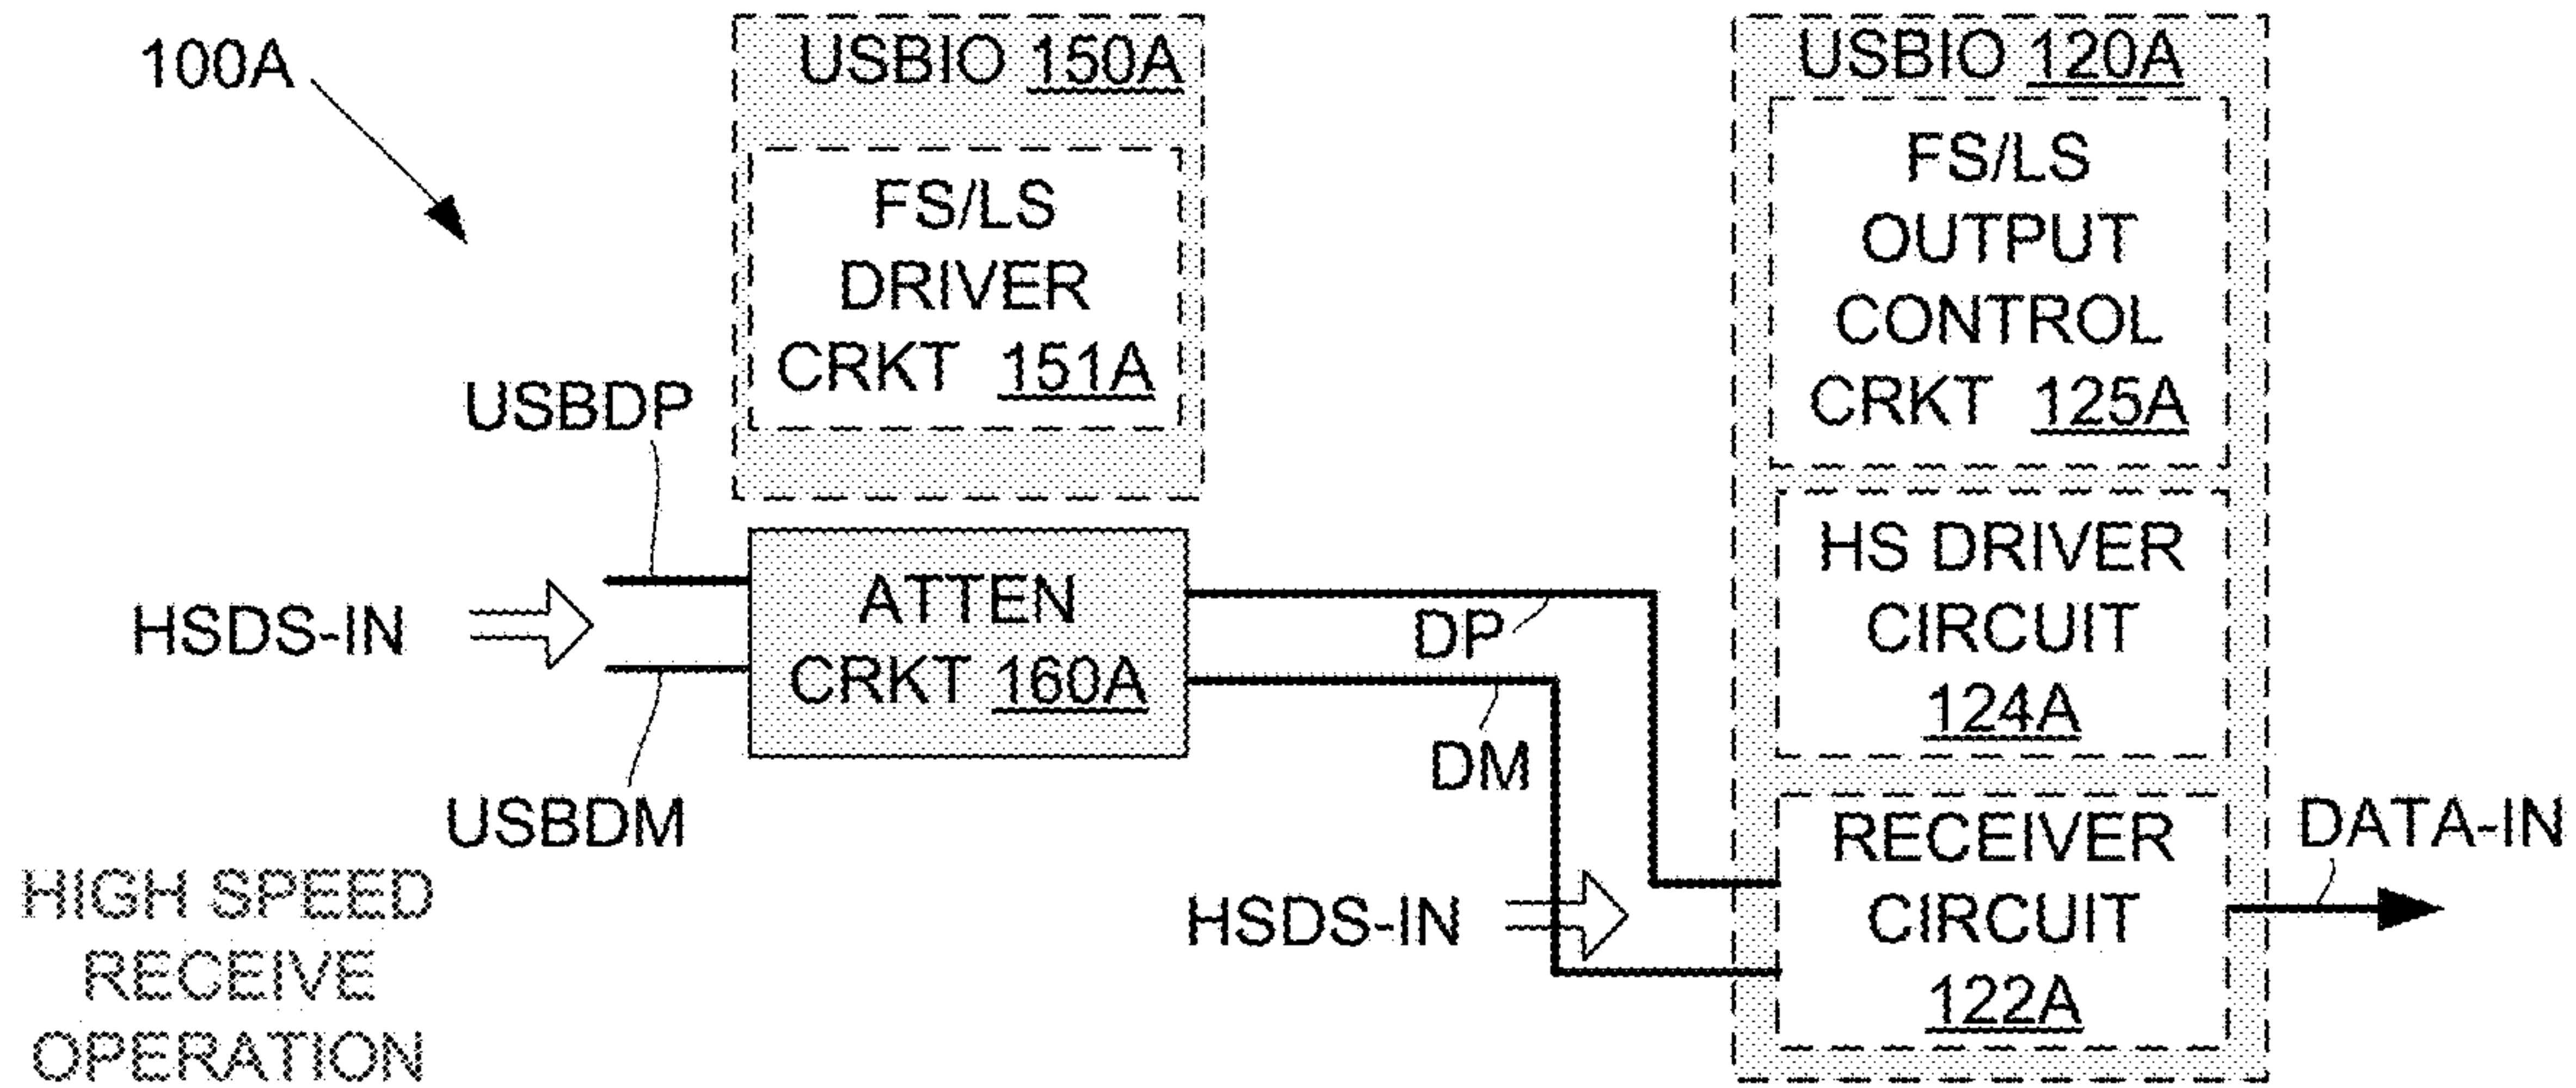 100A
USBIO 150A
FS/LS
DRIVER
CRKT 151A
USBIO 120A
FS/LS
OUTPUT
CONTROL
CRKT 125A
USBDP
HSDS-IN
USBDM
ATTEN
CRKT 160A
DP
DM
HS DRIVER
CIRCUIT
124A
HSDS-IN
RECEIVER
CIRCUIT
122A
DATA-IN
HIGH SPEED
RECEIVE
OPERATION